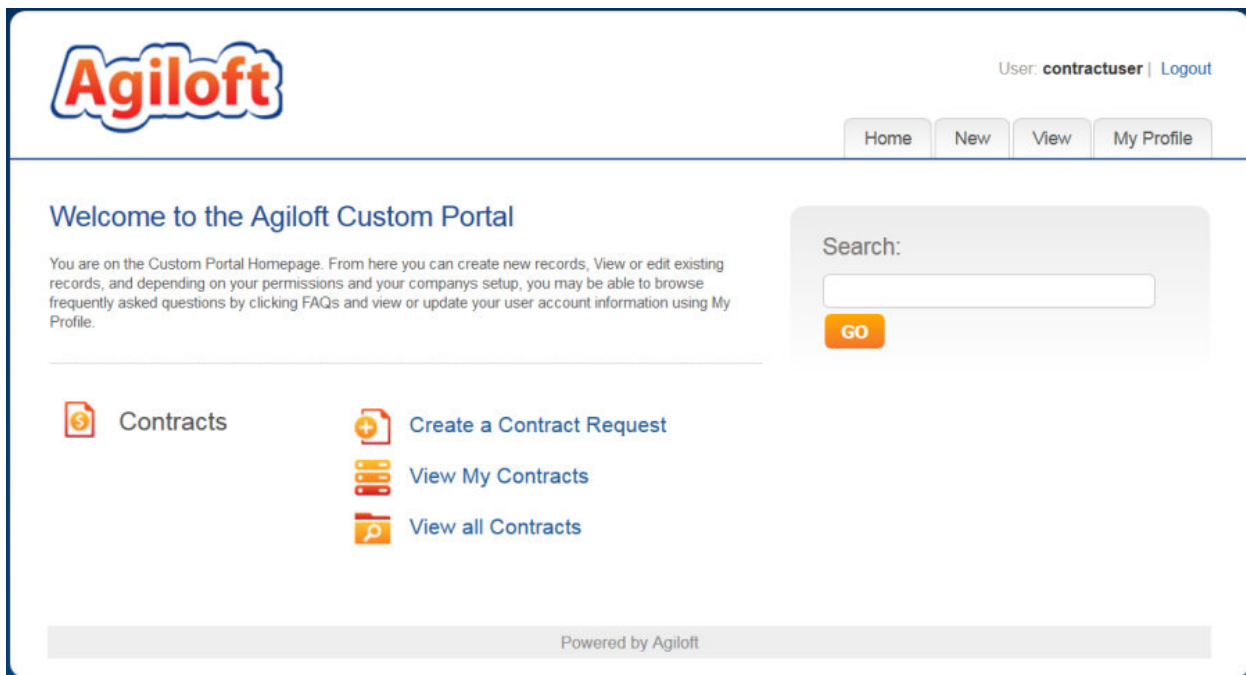 Agiloft
User: contractuser | Logout
Home New View My Profile
Welcome to the Agiloft Custom Portal
You are on the Custom Portal Homepage. From here you can create new records, View or edit existing
records, and depending on your permissions and your companys setup, you may be able to browse
frequently asked questions by clicking FAQs and view or update your user account information using My
Profile.
Search:
GO
Contracts
Create a Contract Request
View My Contracts
View all Contracts
Powered by Agiloft